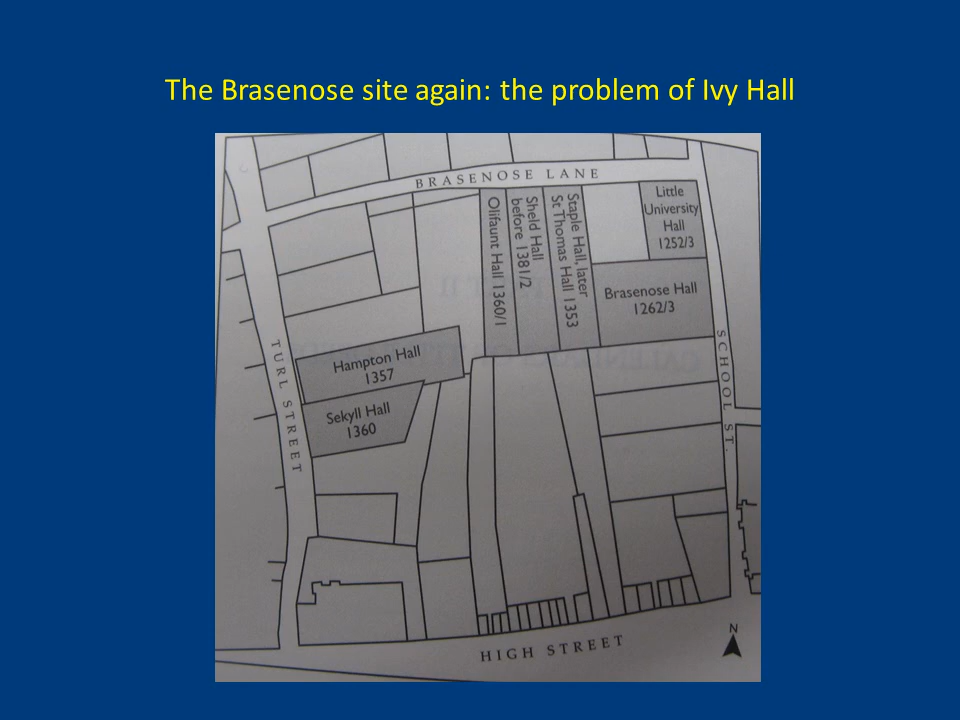 The Brasenose site again: the problem of Ivy Hall
BRASENOSE LANE
Olifaunt Hall 1360/1
Sheld Hall
before 1381/2
Staple Hall, later
St Thomas Hall 1353
Little
University
Hall
1252/3
Brasenose Hall
1262/3
Hampton Hall
1357
Sekyll Hall
1360
TURL STREET
SCHOOL ST.
HIGH STREET
N